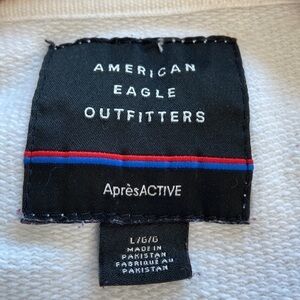 AMERICAN
EAGLE
OUTFITTERS
AprèsACTIVE
L/G/G
MADE IN
PAKISTAN
FABRIQUÉ AU
PAKISTAN